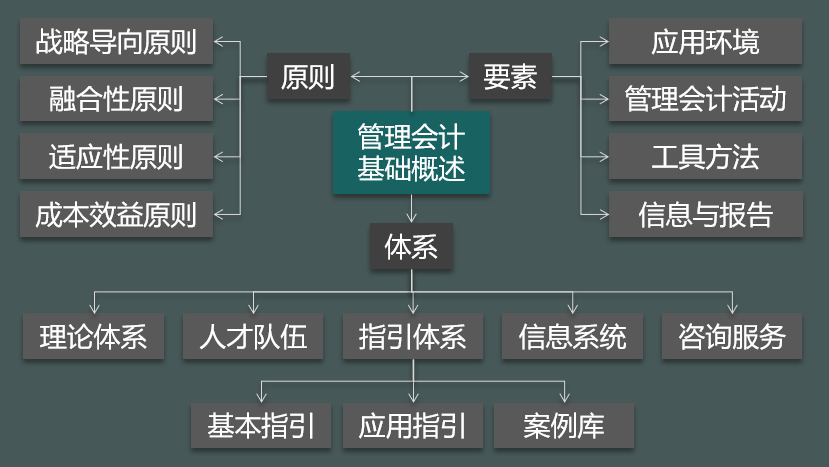 战略导向原则
融合性原则
适应性原则
成本效益原则
原则
要素
应用环境
管理会计活动
工具方法
信息与报告
管理会计
基础概述
体系
理论体系
人才队伍
指引体系
信息系统
咨询服务
基本指引
应用指引
案例库